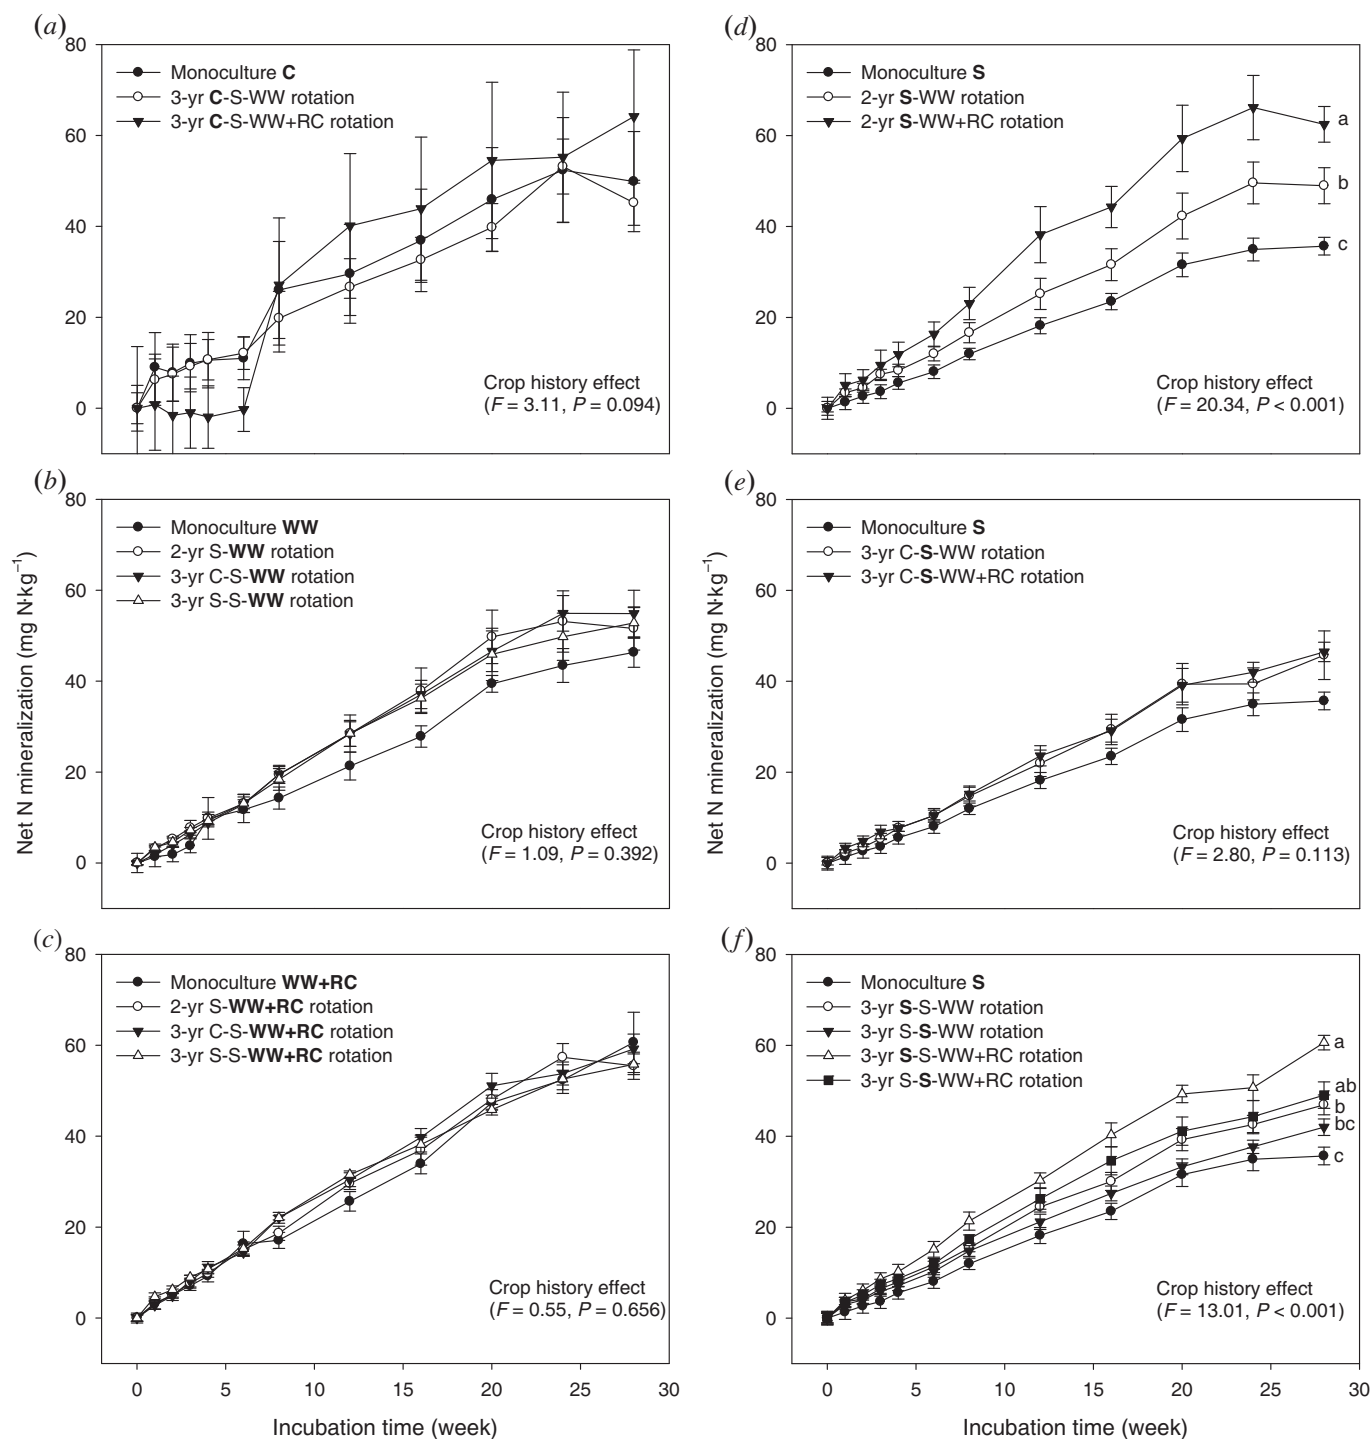 (a)
80
60
40
20
0
Monoculture C
3-yr C-S-WW rotation
3-yr C-S-WW+RC rotation
Crop history effect
(F = 3.11, P = 0.094)
(d)
80
60
40
20
0
Monoculture S
2-yr S-WW rotation
2-yr S-WW+RC rotation
a
b
c
Crop history effect
(F = 20.34, P < 0.001)
(b)
Net N mineralization (mg N·kg⁻¹)
80
60
40
20
0
Monoculture WW
2-yr S-WW rotation
3-yr C-S-WW rotation
3-yr S-S-WW rotation
Crop history effect
(F = 1.09, P = 0.392)
(e)
Net N mineralization (mg N·kg⁻¹)
80
60
40
20
0
Monoculture S
3-yr C-S-WW rotation
3-yr C-S-WW+RC rotation
Crop history effect
(F = 2.80, P = 0.113)
(c)
80
60
40
20
0
Monoculture WW+RC
2-yr S-WW+RC rotation
3-yr C-S-WW+RC rotation
3-yr S-S-WW+RC rotation
Crop history effect
(F = 0.55, P = 0.656)
0 5 10 15 20 25 30
Incubation time (week)
(f)
80
60
40
20
0
Monoculture S
3-yr S-S-WW rotation
3-yr S-S-WW rotation
3-yr S-S-WW+RC rotation
3-yr S-S-WW+RC rotation
a
ab
b
bc
c
Crop history effect
(F = 13.01, P < 0.001)
0 5 10 15 20 25 30
Incubation time (week)